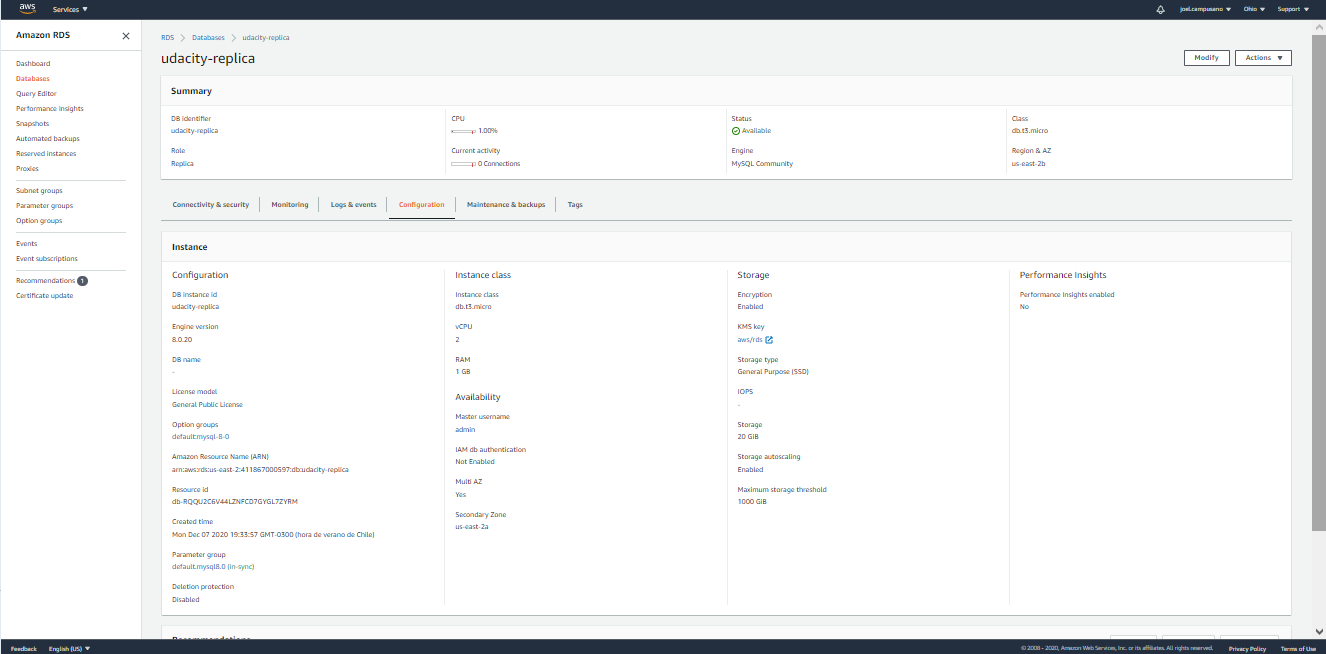 aws Services
joel.campusano Ohio Support
Amazon RDS
Dashboard
Databases
Query Editor
Performance Insights
Snapshots
Automated backups
Reserved instances
Proxies
Subnet groups
Parameter groups
Option groups
Events
Event subscriptions
Recommendations 1
Certificate update
RDS > Databases > udacity-replica
udacity-replica
Modify Actions
Summary
DB identifier
udacity-replica
Role
Replica
CPU
1.00%
Current activity
0 Connections
Status
Available
Engine
MySQL Community
Class
db.t3.micro
Region & AZ
us-east-2b
Connectivity & security Monitoring Logs & events Configuration Maintenance & backups Tags
Instance
Configuration
DB instance id
udacity-replica
Engine version
8.0.20
DB name
-
License model
General Public License
Option groups
default:mysql-8-0
Amazon Resource Name (ARN)
arn:aws:rds:us-east-2:411867000597:db:udacity-replica
Resource id
db-RQQU2C6V44LZNFCD7GYGL7ZYRM
Created time
Mon Dec 07 2020 19:33:57 GMT-0300 (hora de verano de Chile)
Parameter group
default.mysql8.0 (in-sync)
Deletion protection
Disabled
Instance class
Instance class
db.t3.micro
vCPU
2
RAM
1 GB
Availability
Master username
admin
IAM db authentication
Not Enabled
Multi AZ
Yes
Secondary Zone
us-east-2a
Storage
Encryption
Enabled
KMS key
aws/rds
Storage type
General Purpose (SSD)
IOPS
-
Storage
20 GiB
Storage autoscaling
Enabled
Maximum storage threshold
1000 GiB
Performance Insights
Performance Insights enabled
No
Recommendations
Feedback English (US)
© 2008 - 2020, Amazon Web Services, Inc. or its affiliates. All rights reserved. Privacy Policy Terms of Use